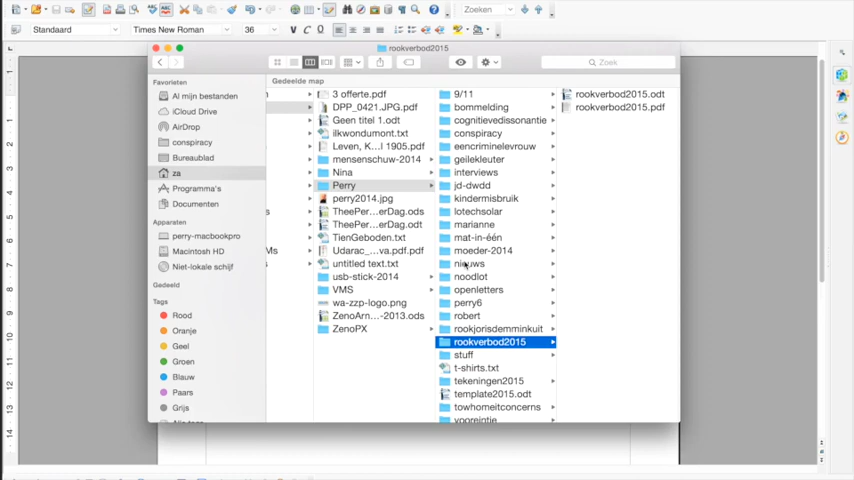 Zoeken
Standaard
Times New Roman
36
rookverbod2015
Zoek
Gedeelde map
Favorieten
Al mijn bestanden
iCloud Drive
AirDrop
conspiracy
Bureaublad
za
Programma's
Documenten
Apparaten
perry-macbookpro
Macintosh HD
Niet-lokale schijf
Gedeeld
Tags
Rood
Oranje
Geel
Groen
Blauw
Paars
Grijs
Ms
3 offerte.pdf
DPP_0421.JPG.pdf
Geen titel 1.odt
ilkwondumont.txt
Leven, K...l 1905.pdf
mensenschuw-2014
Nina
Perry
perry2014.jpg
TheePer...erDag.ods
TheePer...erDag.odt
TienGeboden.txt
Udarac_...va.pdf.pdf
untitled text.txt
usb-stick-2014
VMS
wa-zzp-logo.png
ZenoArn...-2013.ods
ZenoPX
9/11
bommelding
cognitievedissonantie
conspiracy
eencriminelevrouw
geilekleuter
interviews
jd-dwdd
kindermisbruik
lotechsolar
marianne
mat-in-één
moeder-2014
nieuws
noodlot
openletters
perry6
robert
rookjorisdemminkuit
rookverbod2015
stuff
t-shirts.txt
tekeningen2015
template2015.odt
towhomeitconcerns
rookverbod2015.odt
rookverbod2015.pdf